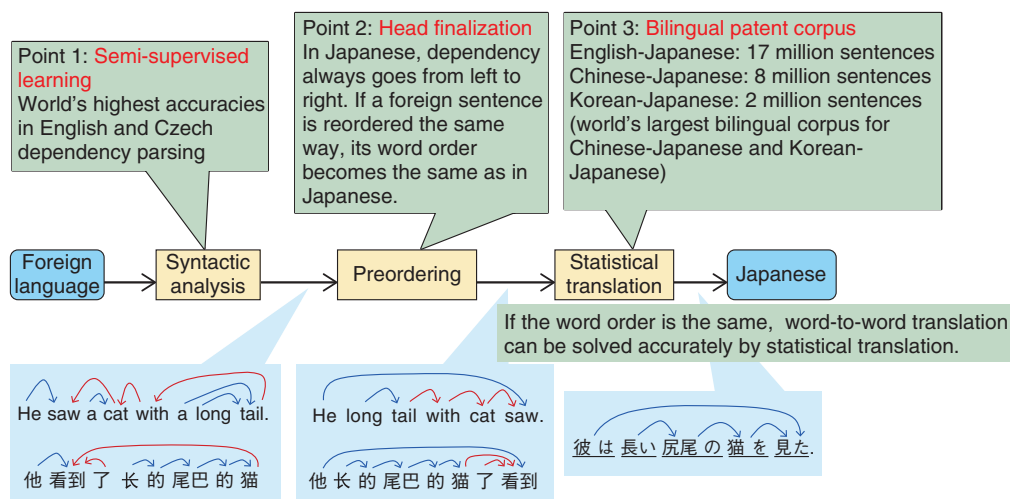 Point 1: Semi-supervised
learning
World's highest accuracies
in English and Czech
dependency parsing
Point 2: Head finalization
In Japanese, dependency
always goes from left to
right. If a foreign sentence
is reordered the same
way, its word order
becomes the same as in
Japanese.
Point 3: Bilingual patent corpus
English-Japanese: 17 million sentences
Chinese-Japanese: 8 million sentences
Korean-Japanese: 2 million sentences
(world's largest bilingual corpus for
Chinese-Japanese and Korean-
Japanese)
Foreign
language
Syntactic
analysis
Preordering
Statistical
translation
Japanese
If the word order is the same, word-to-word translation
can be solved accurately by statistical translation.
He saw a cat with a long tail.
他 看到 了 长 的 尾巴 的 猫
He long tail with cat saw.
他 长 的 尾巴 的 猫 了 看到
彼 は 長い 尻尾 の 猫 を 見た.